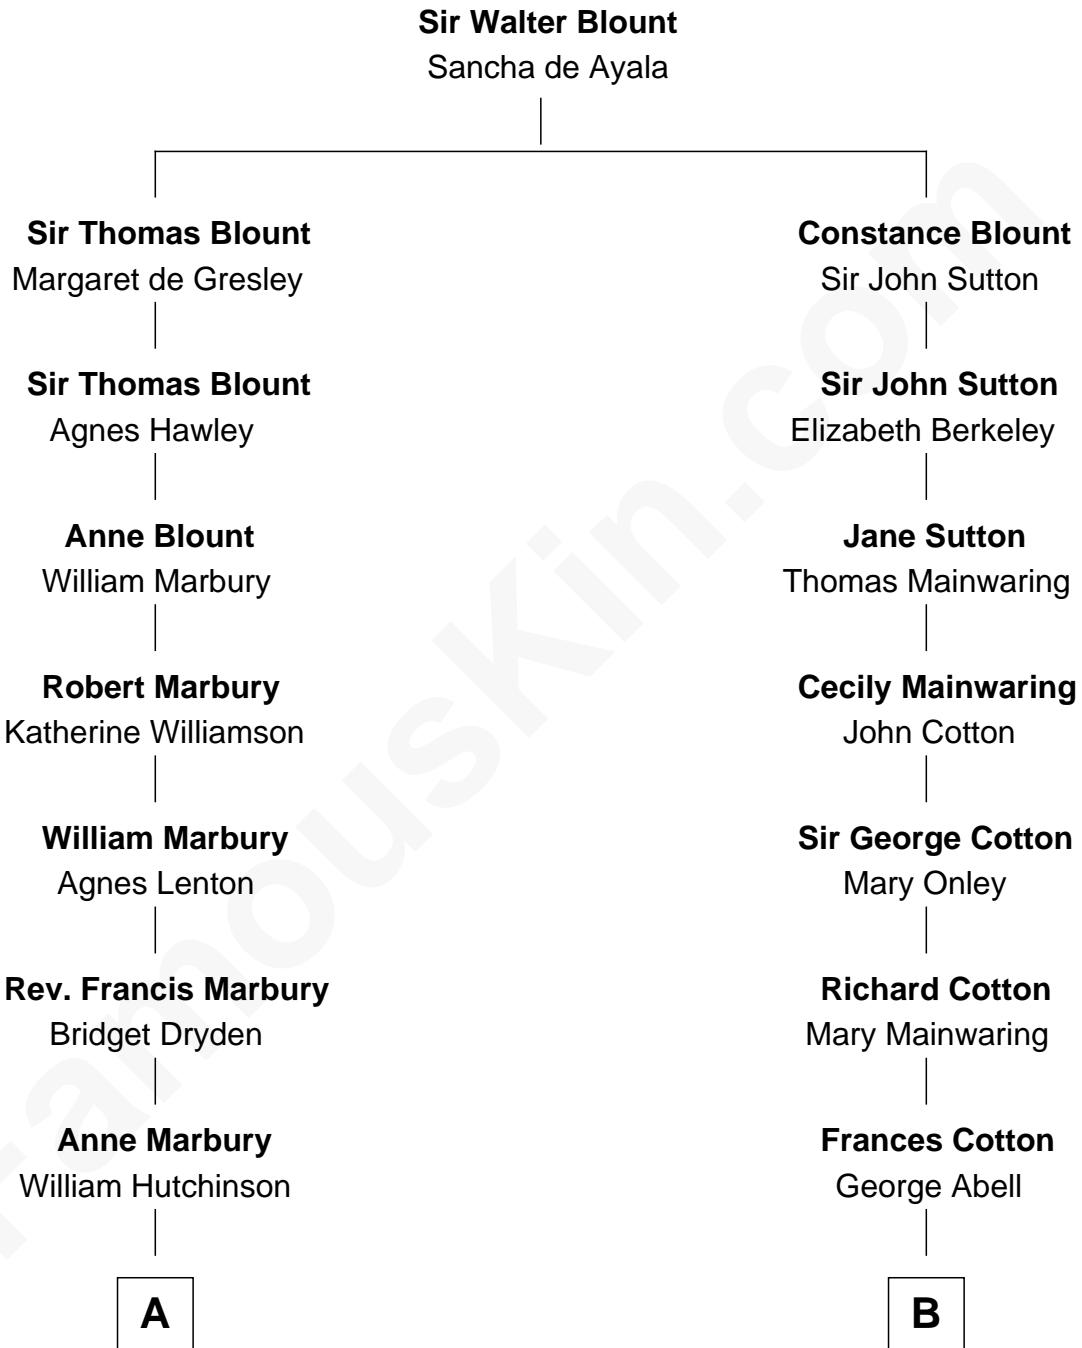 Sir Walter Blount
Sancha de Ayala
Sir Thomas Blount
Constance Blount
Margaret de Gresley
Sir John Sutton
Sir Thomas Blount
Sir John Sutton
Agnes Hawley
Elizabeth Berkeley
Anne Blount
Jane Sutton
William Marbury
Thomas Mainwaring
Robert Marbury
Cecily Mainwaring
Katherine Williamson
John Cotton
William Marbury
Sir George Cotton
Agnes Lenton
Mary Onley
Rev. Francis Marbury
Richard Cotton
Bridget Dryden
Mary Mainwaring
Anne Marbury
Frances Cotton
William Hutchinson
George Abell
A
B
FamousKin.com